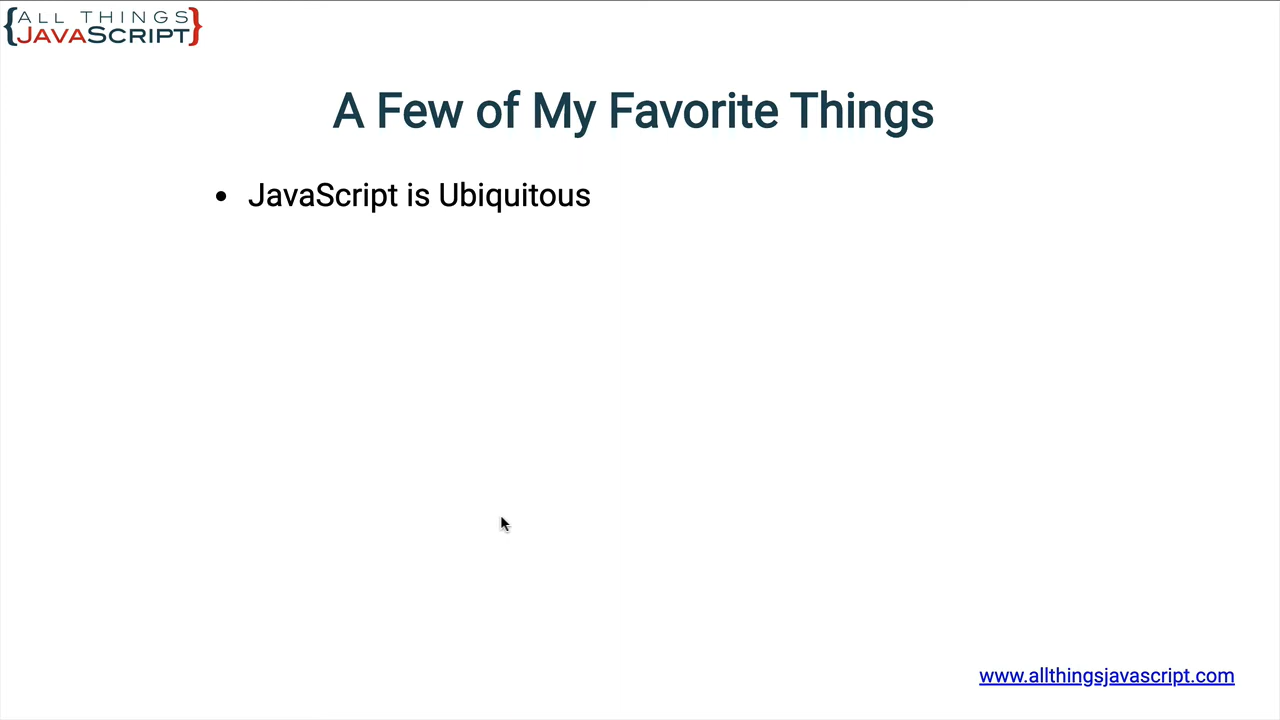 {ALL THINGS
JAVASCRIPT}
A Few of My Favorite Things
• JavaScript is Ubiquitous
www.allthingsjavascript.com